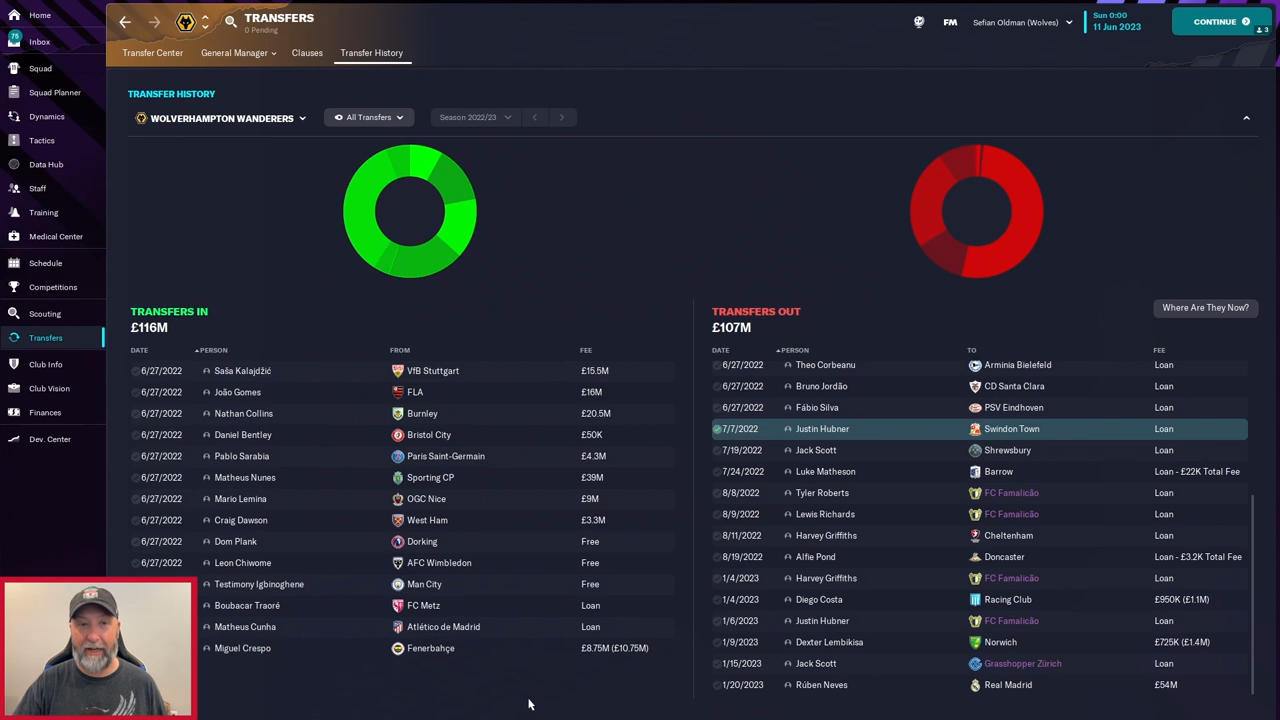 Home
75
Inbox
Squad
Squad Planner
Dynamics
Tactics
Data Hub
Staff
Training
Medical Center
Schedule
Competitions
Scouting
Transfers
Club Info
Club Vision
Finances
Dev. Center
TRANSFERS
0 Pending
FM
Sefian Oldman (Wolves)
Sun 0:00
11 Jun 2023
CONTINUE
3
Transfer Center
General Manager
Clauses
Transfer History
TRANSFER HISTORY
WOLVERHAMPTON WANDERERS
All Transfers
Season 2022/23
TRANSFERS IN
£116M
DATE PERSON FROM FEE
6/27/2022 Saša Kalajdžić VfB Stuttgart £15.5M
6/27/2022 João Gomes FLA £16M
6/27/2022 Nathan Collins Burnley £20.5M
6/27/2022 Daniel Bentley Bristol City £50K
6/27/2022 Pablo Sarabia Paris Saint-Germain £4.3M
6/27/2022 Matheus Nunes Sporting CP £39M
6/27/2022 Mario Lemina OGC Nice £9M
6/27/2022 Craig Dawson West Ham £3.3M
6/27/2022 Dom Plank Dorking Free
6/27/2022 Leon Chiwome AFC Wimbledon Free
Testimony Igbinoghene Man City Free
Boubacar Traoré FC Metz Loan
Matheus Cunha Atlético de Madrid Loan
Miguel Crespo Fenerbahçe £8.75M (£10.75M)
TRANSFERS OUT
£107M
Where Are They Now?
DATE PERSON TO FEE
6/27/2022 Theo Corbeanu Arminia Bielefeld Loan
6/27/2022 Bruno Jordão CD Santa Clara Loan
6/27/2022 Fábio Silva PSV Eindhoven Loan
7/7/2022 Justin Hubner Swindon Town Loan
7/19/2022 Jack Scott Shrewsbury Loan
7/24/2022 Luke Matheson Barrow Loan - £22K Total Fee
8/8/2022 Tyler Roberts FC Famalicão Loan
8/9/2022 Lewis Richards FC Famalicão Loan
8/11/2022 Harvey Griffiths Cheltenham Loan
8/19/2022 Alfie Pond Doncaster Loan - £3.2K Total Fee
1/4/2023 Harvey Griffiths FC Famalicão Loan
1/4/2023 Diego Costa Racing Club £950K (£1.1M)
1/6/2023 Justin Hubner FC Famalicão Loan
1/9/2023 Dexter Lembikisa Norwich £725K (£1.4M)
1/15/2023 Jack Scott Grasshopper Zürich Loan
1/20/2023 Rúben Neves Real Madrid £54M